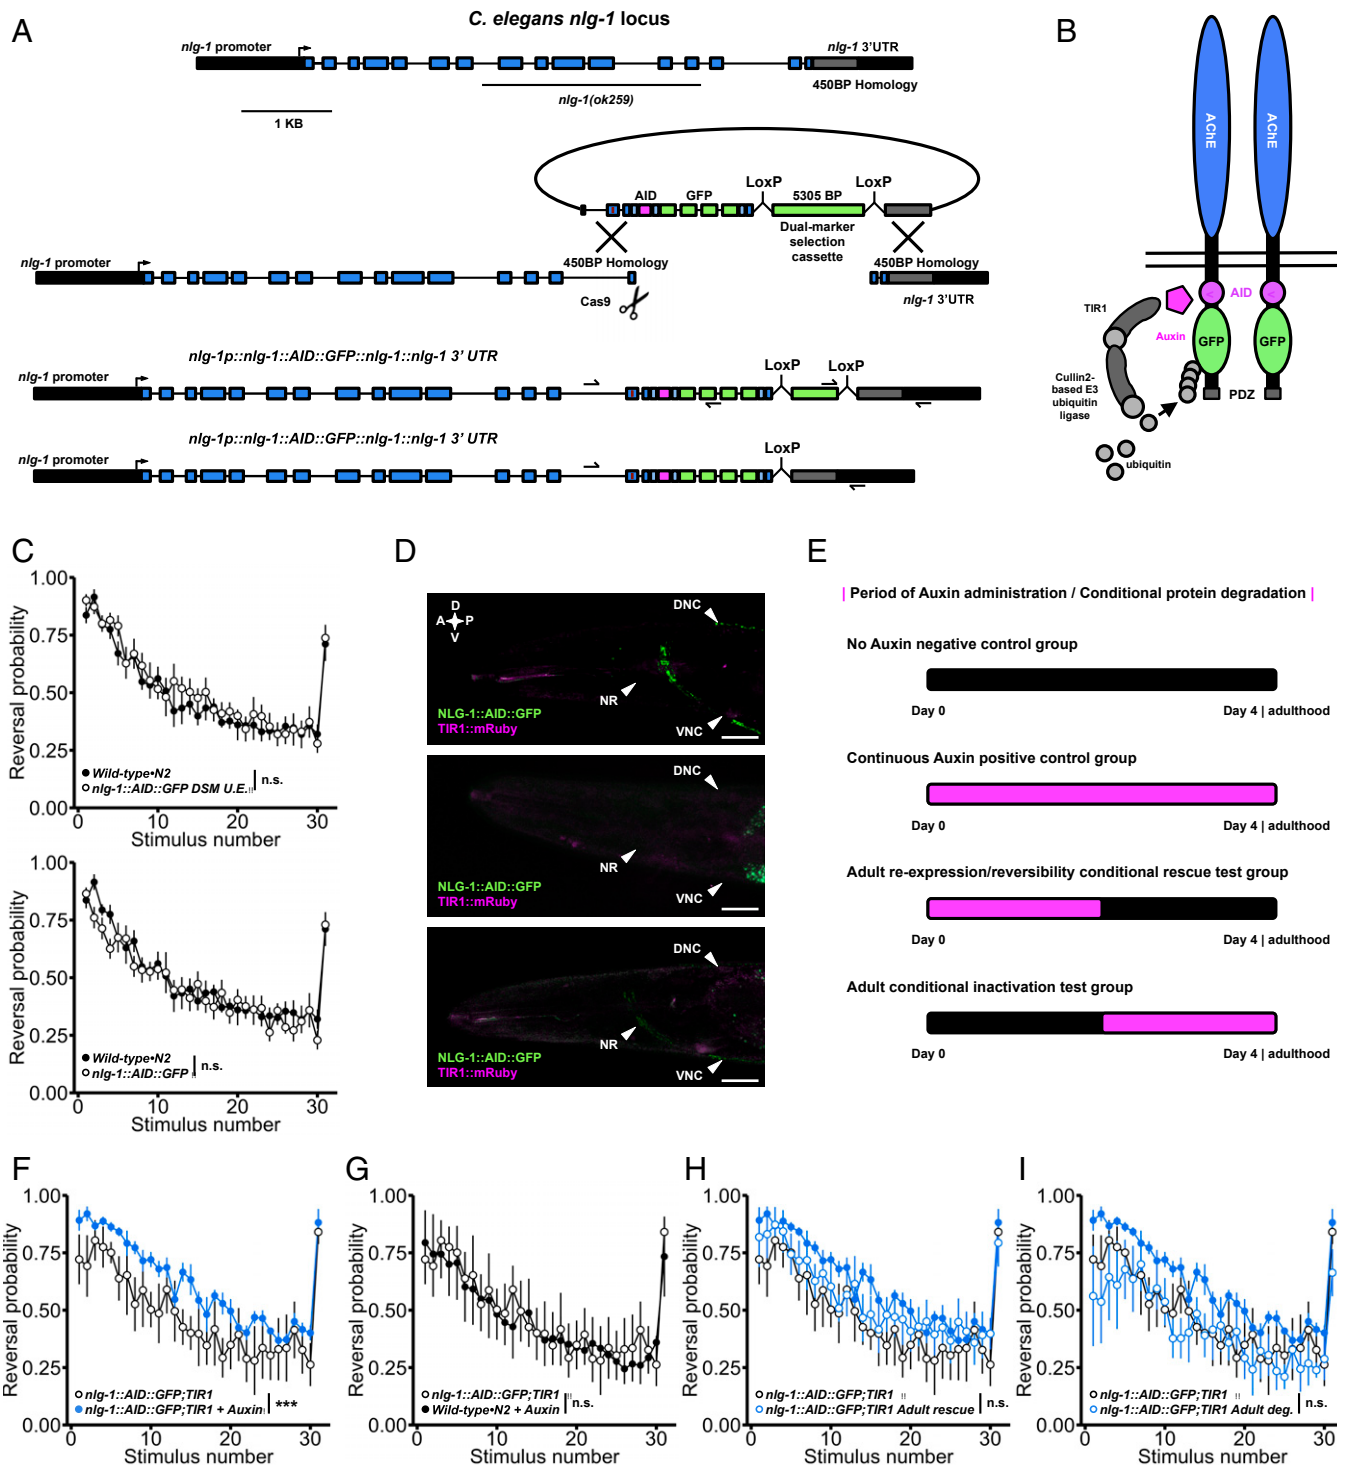 A
C. elegans nlg-1 locus
nlg-1 promoter
nlg-1 3'UTR
450BP Homology
nlg-1(ok259)
1 KB
LoxP
LoxP
AID
GFP
5305 BP
Dual-marker
selection
cassette
nlg-1 promoter
450BP Homology
450BP Homology
Cas9
nlg-1 3'UTR
nlg-1p::nlg-1::AID::GFP::nlg-1::nlg-1 3' UTR
nlg-1 promoter
LoxP
LoxP
nlg-1p::nlg-1::AID::GFP::nlg-1::nlg-1 3' UTR
nlg-1 promoter
LoxP
B
AChE
AChE
TIR1
AID
< <
Auxin
GFP
GFP
Cullin2-
based E3
ubiquitin
ligase
PDZ
ubiquitin
C
Reversal probability
1.00
0.75
0.50
0.25
0.00
Wild-type•N2
nlg-1::AID::GFP DSM U.E.
n.s.
0 10 20 30
Stimulus number
Reversal probability
1.00
0.75
0.50
0.25
0.00
Wild-type•N2
nlg-1::AID::GFP
n.s.
0 10 20 30
Stimulus number
D
D
A P
V
DNC
NR
NLG-1::AID::GFP
TIR1::mRuby
VNC
DNC
NR
NLG-1::AID::GFP
TIR1::mRuby
VNC
DNC
NR
NLG-1::AID::GFP
TIR1::mRuby
VNC
E
| Period of Auxin administration / Conditional protein degradation |
No Auxin negative control group
Day 0 Day 4 | adulthood
Continuous Auxin positive control group
Day 0 Day 4 | adulthood
Adult re-expression/reversibility conditional rescue test group
Day 0 Day 4 | adulthood
Adult conditional inactivation test group
Day 0 Day 4 | adulthood
F
Reversal probability
1.00
0.75
0.50
0.25
0.00
nlg-1::AID::GFP;TIR1
nlg-1::AID::GFP;TIR1 + Auxin
***
0 10 20 30
Stimulus number
G
Reversal probability
1.00
0.75
0.50
0.25
0.00
nlg-1::AID::GFP;TIR1
Wild-type•N2 + Auxin
n.s.
0 10 20 30
Stimulus number
H
Reversal probability
1.00
0.75
0.50
0.25
0.00
nlg-1::AID::GFP;TIR1
nlg-1::AID::GFP;TIR1 Adult rescue
n.s.
0 10 20 30
Stimulus number
I
Reversal probability
1.00
0.75
0.50
0.25
0.00
nlg-1::AID::GFP;TIR1
nlg-1::AID::GFP;TIR1 Adult deg.
n.s.
0 10 20 30
Stimulus number